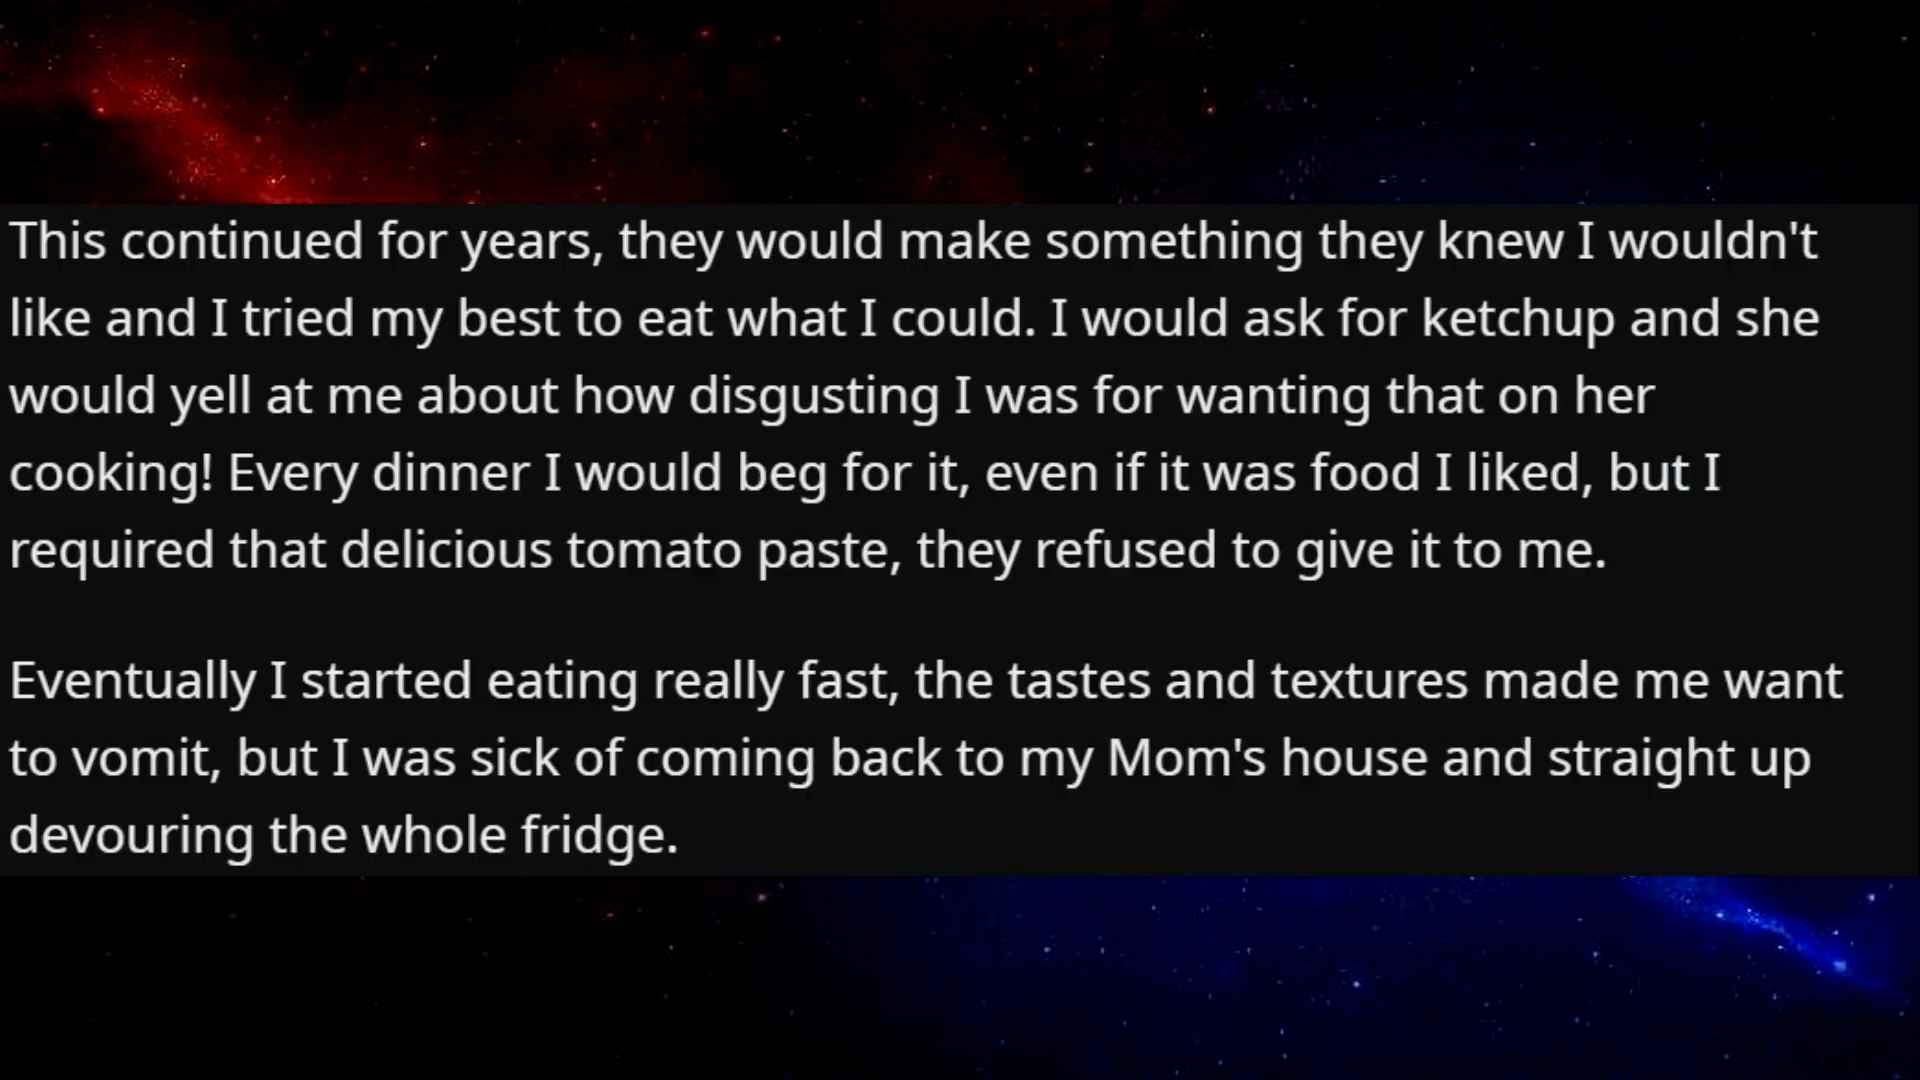 This continued for years, they would make something they knew I wouldn't
like and I tried my best to eat what I could. I would ask for ketchup and she
would yell at me about how disgusting I was for wanting that on her
cooking! Every dinner I would beg for it, even if it was food I liked, but I
required that delicious tomato paste, they refused to give it to me.
Eventually I started eating really fast, the tastes and textures made me want
to vomit, but I was sick of coming back to my Mom's house and straight up
devouring the whole fridge.